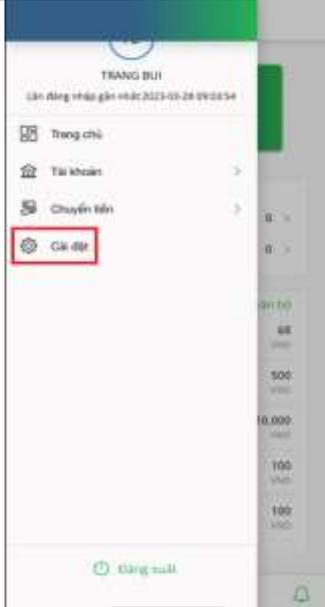 TRANG BUI
Lần đăng nhập gần nhất 2023-03-28 09:03:54
Trang chủ
Tài khoản
Chuyển tiền
Cài đặt
0
0
68
VND
500
VND
10,000
VND
100
VND
100
VND
Đăng xuất